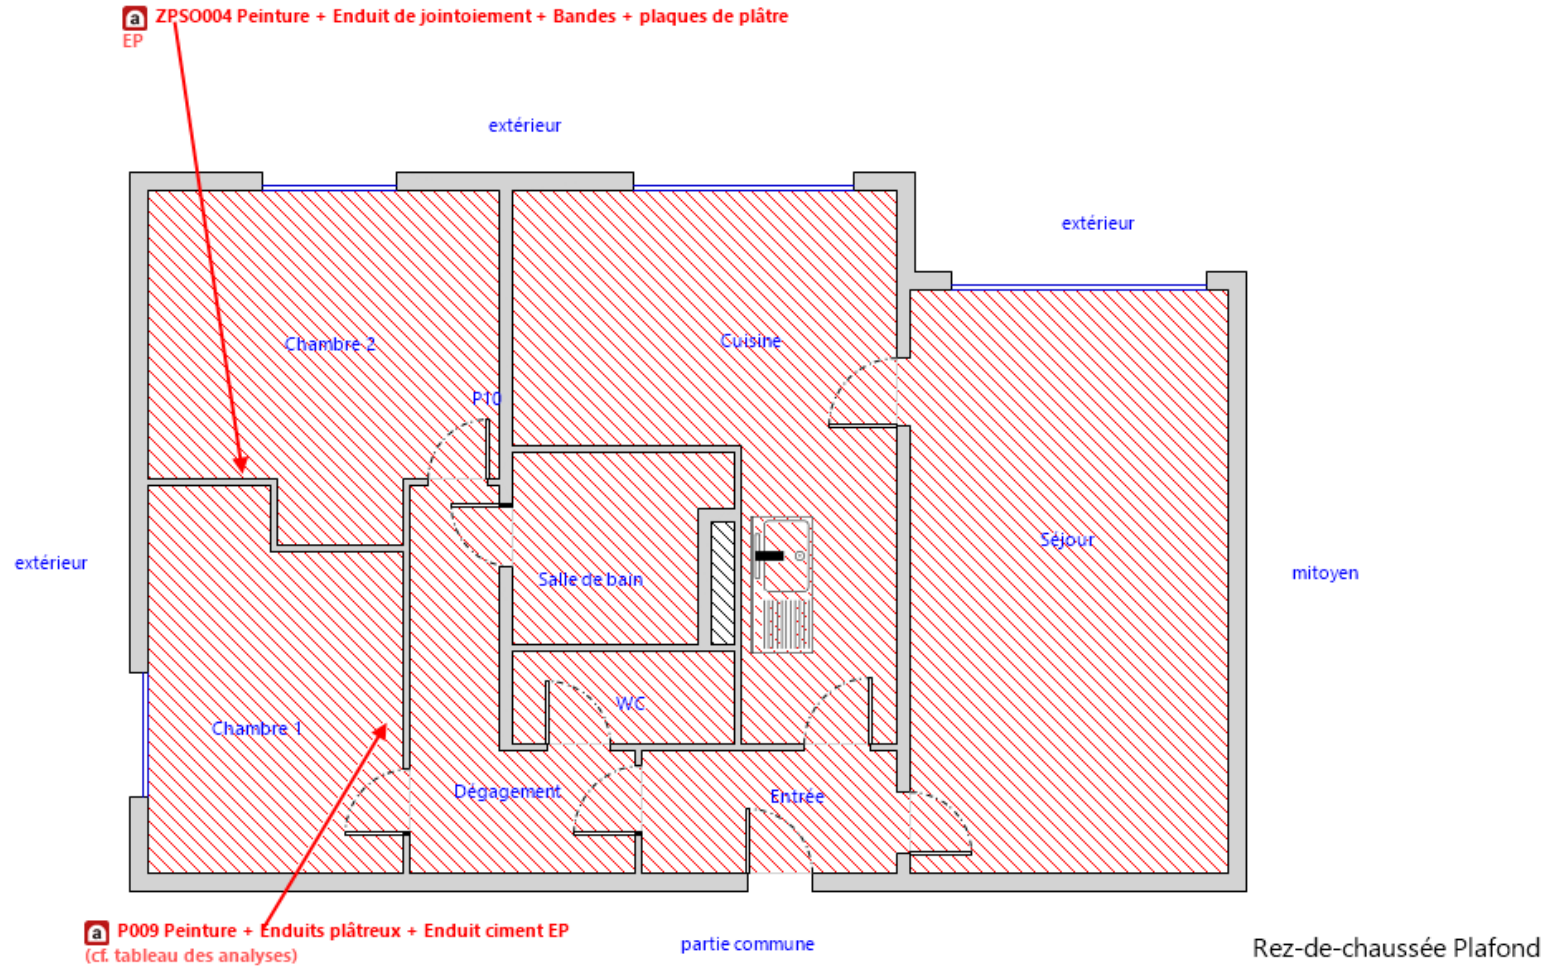 a ZPSO004 Peinture + Enduit de jointoiement + Bandes + plaques de plâtre
EP
extérieur
extérieur
Chambre 2
Cuisine
P10
Séjour
extérieur
mitoyen
Salle de bain
WC
Chambre 1
Dégagement
Entrée
a P009 Peinture + Enduits plâtreux + Enduit ciment EP
(cf. tableau des analyses)
partie commune
Rez-de-chaussée Plafond